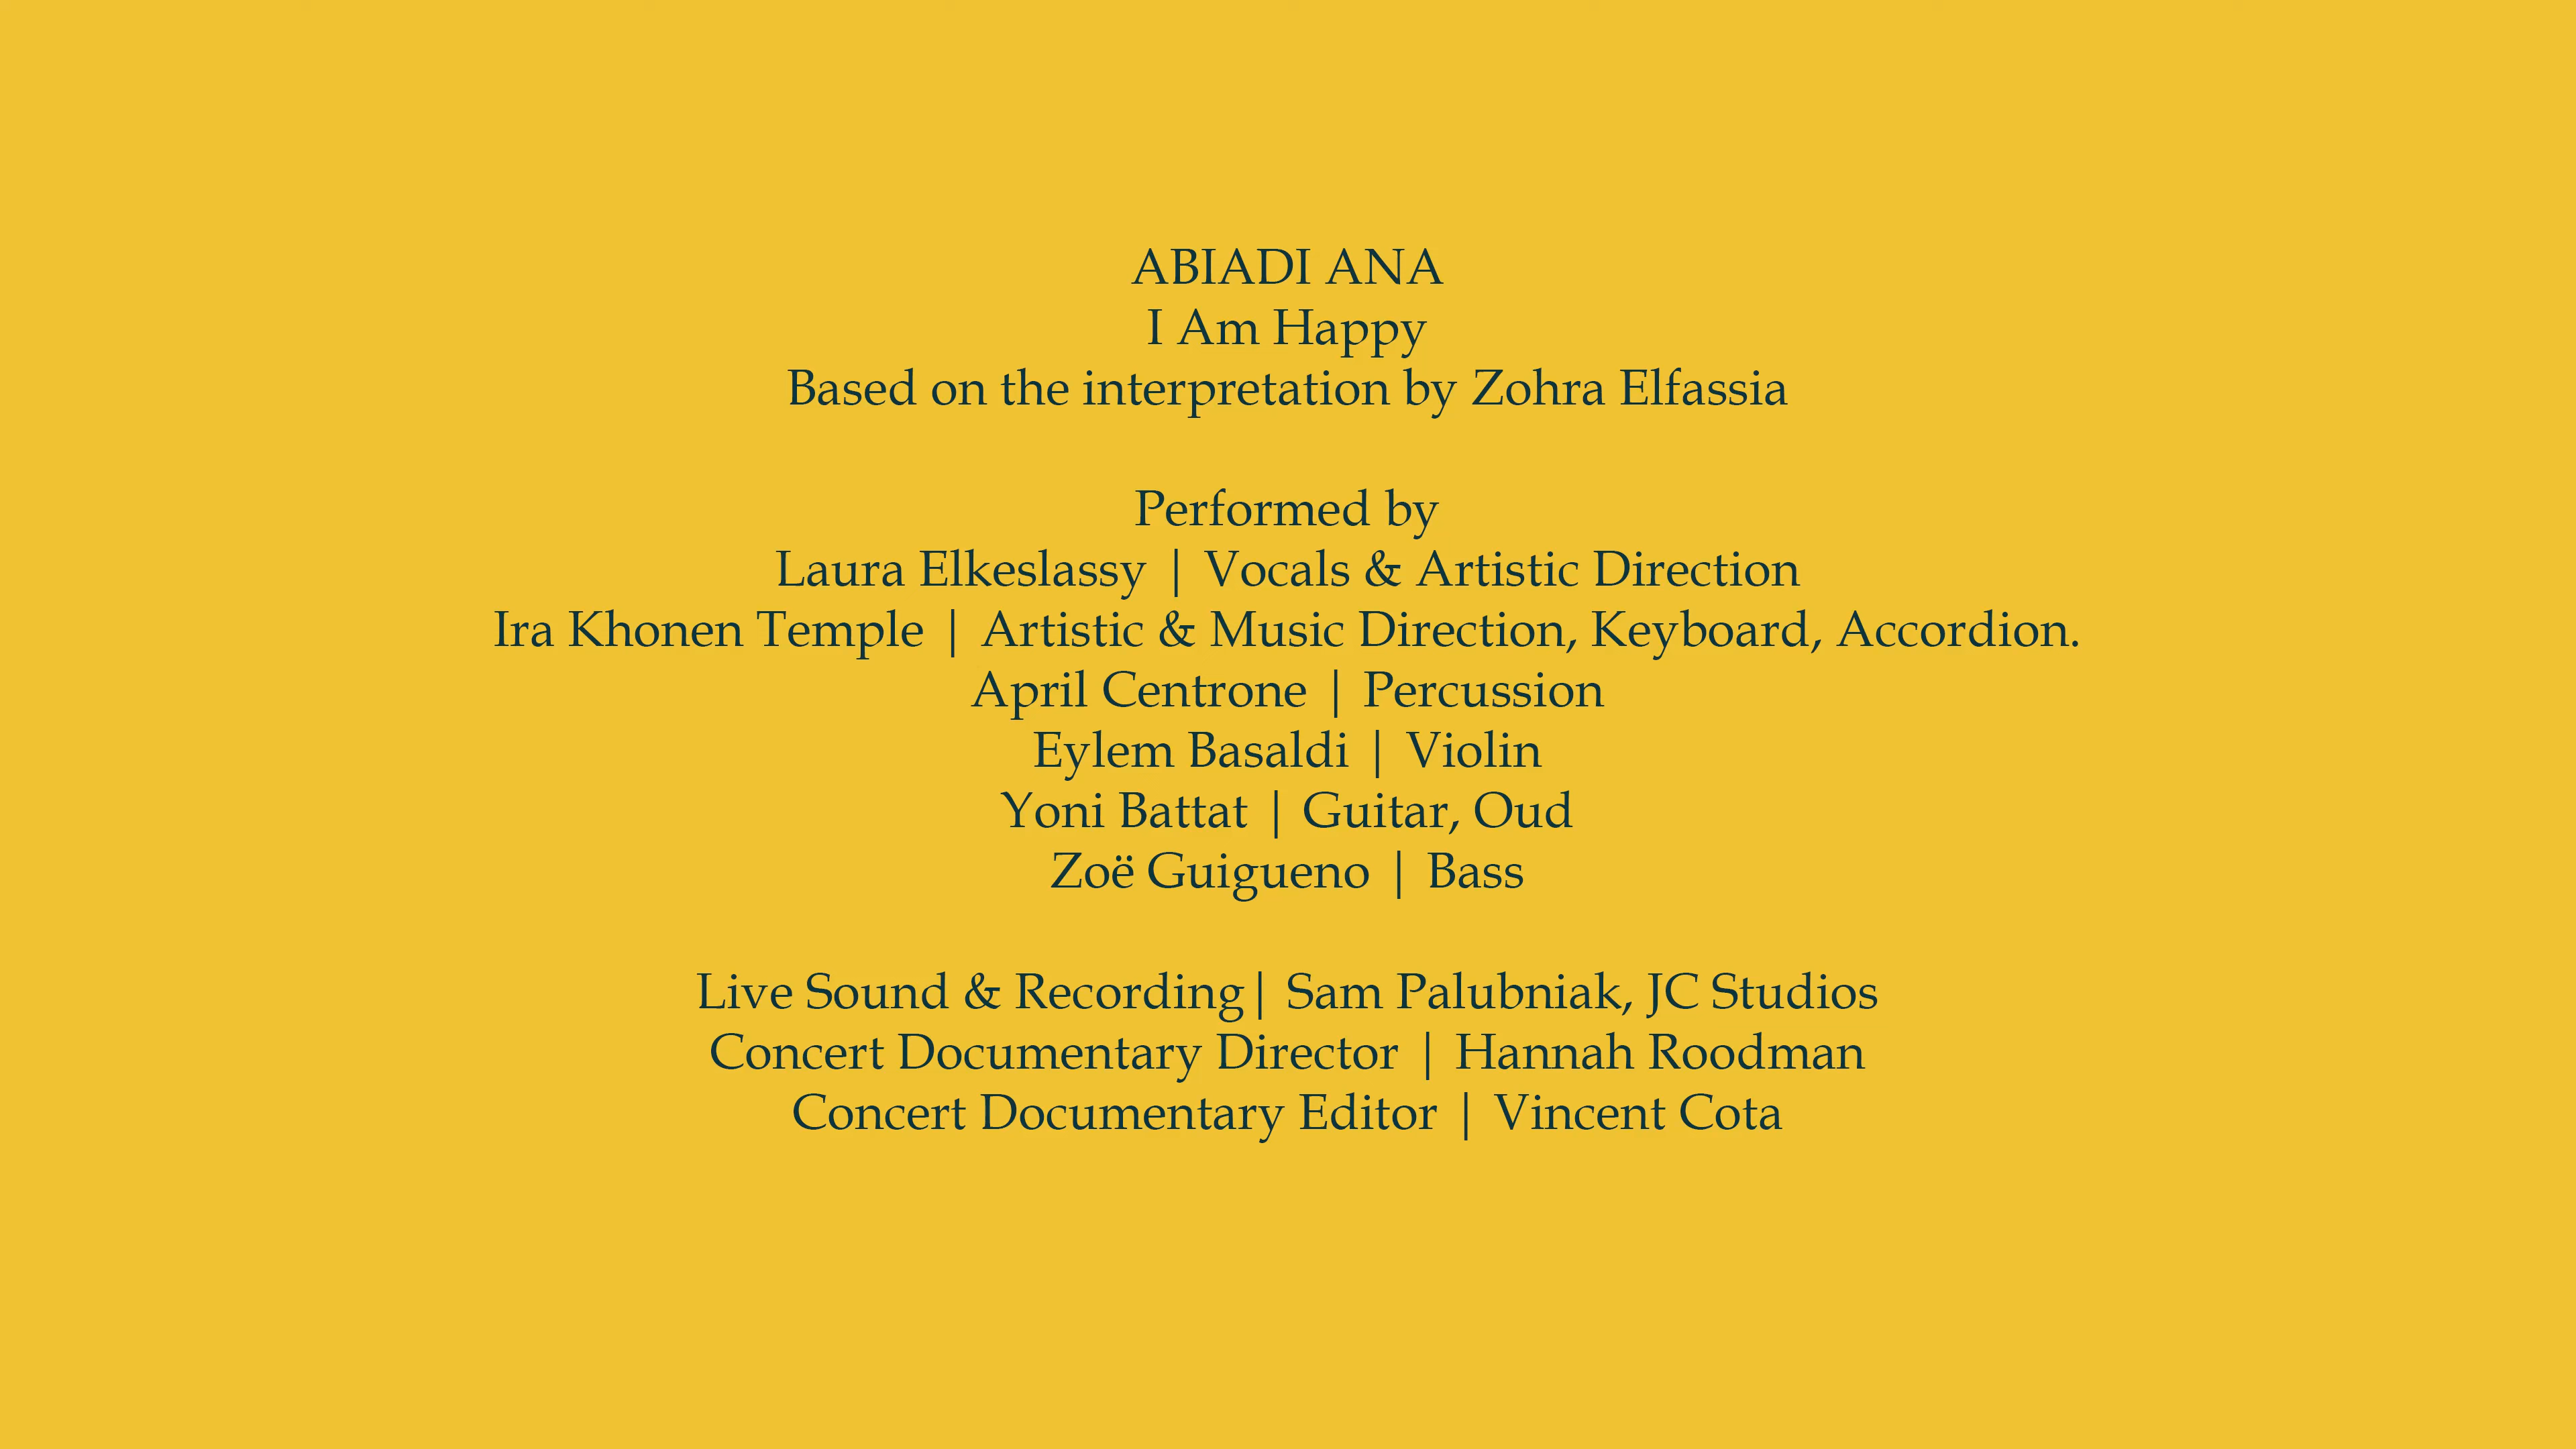 ABIADI ANA
I Am Happy
Based on the interpretation by Zohra Elfassia
Performed by
Laura Elkeslassy | Vocals & Artistic Direction
Ira Khonen Temple | Artistic & Music Direction, Keyboard, Accordion.
April Centrone | Percussion
Eylem Basaldi | Violin
Yoni Battat | Guitar, Oud
Zoë Guigueno | Bass
Live Sound & Recording| Sam Palubniak, JC Studios
Concert Documentary Director | Hannah Roodman
Concert Documentary Editor | Vincent Cota